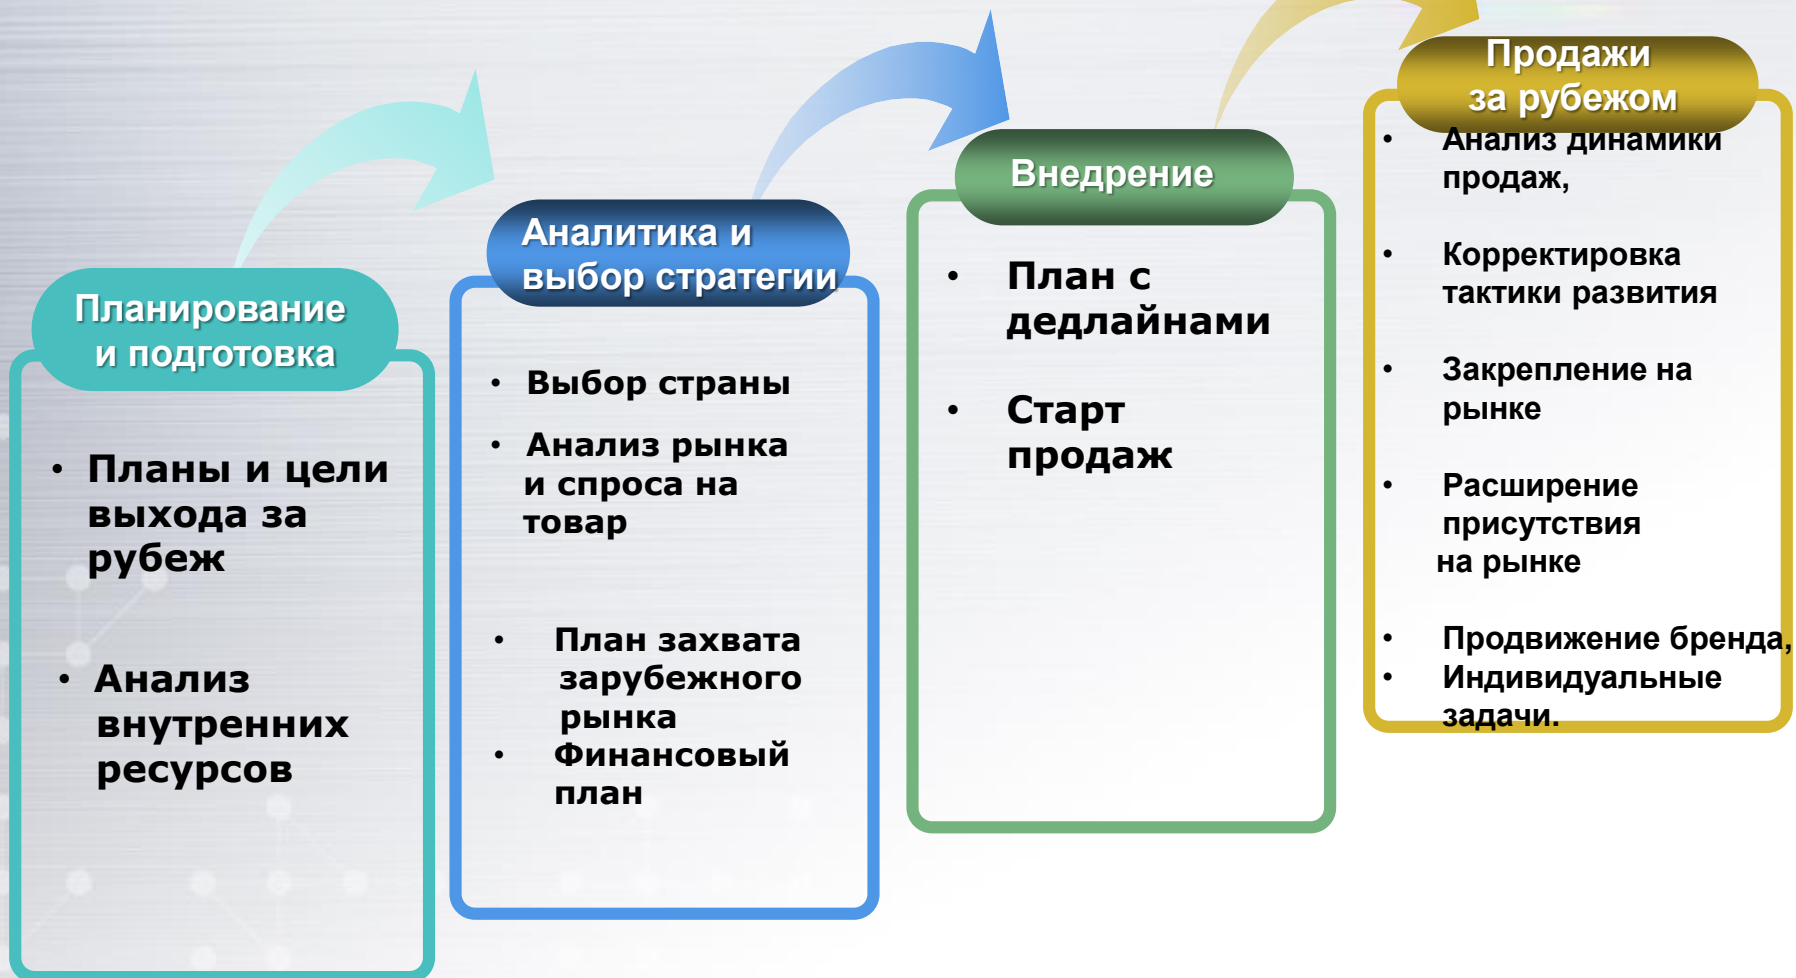 Планирование
и подготовка
• Планы и цели
выхода за
рубеж
• Анализ
внутренних
ресурсов
Аналитика и
выбор стратегии
• Выбор страны
• Анализ рынка
и спроса на
товар
• План захвата
зарубежного
рынка
• Финансовый
план
Внедрение
• План с
дедлайнами
• Старт
продаж
Продажи
за рубежом
• Анализ динамики
продаж,
• Корректировка
тактики развития
• Закрепление на
рынке
• Расширение
присутствия
на рынке
• Продвижение бренда,
• Индивидуальные
задачи.